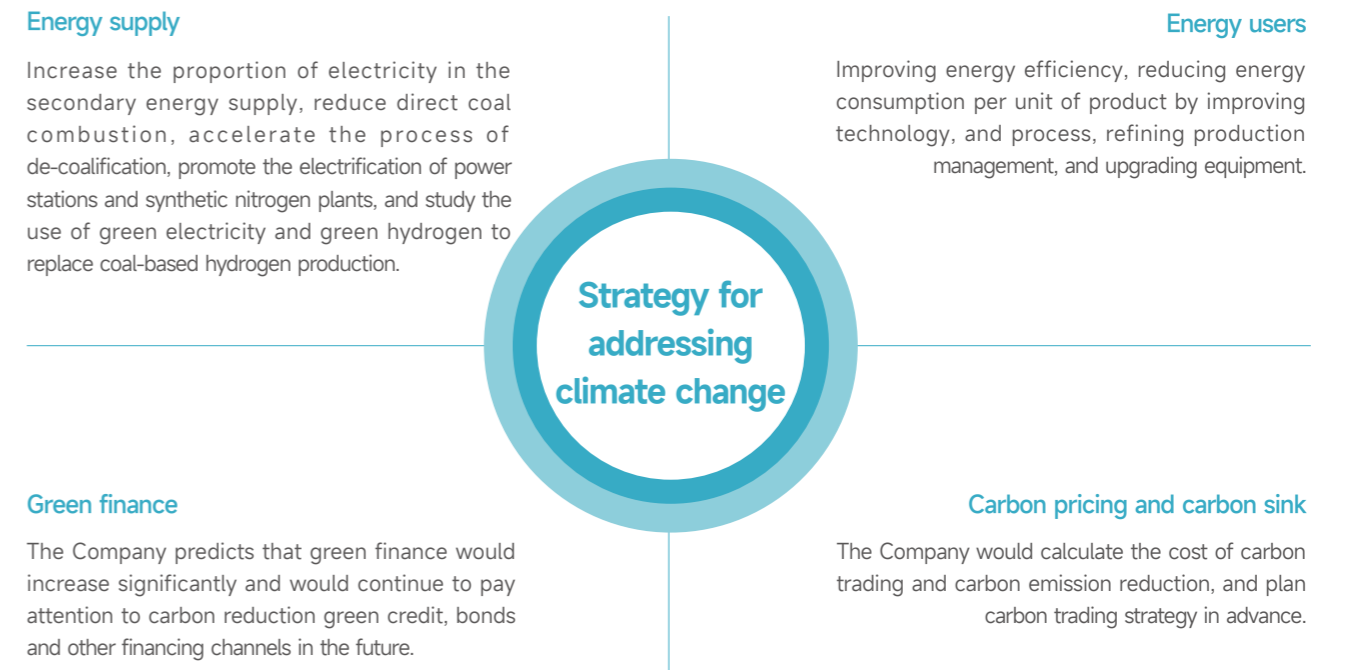 Energy supply
Increase the proportion of electricity in the
secondary energy supply, reduce direct coal
combustion, accelerate the process of
de-coalification, promote the electrification of power
stations and synthetic nitrogen plants, and study the
use of green electricity and green hydrogen to
replace coal-based hydrogen production.
Energy users
Improving energy efficiency, reducing energy
consumption per unit of product by improving
technology, and process, refining production
management, and upgrading equipment.
Strategy for
addressing
climate change
Green finance
The Company predicts that green finance would
increase significantly and would continue to pay
attention to carbon reduction green credit, bonds
and other financing channels in the future.
Carbon pricing and carbon sink
The Company would calculate the cost of carbon
trading and carbon emission reduction, and plan
carbon trading strategy in advance.